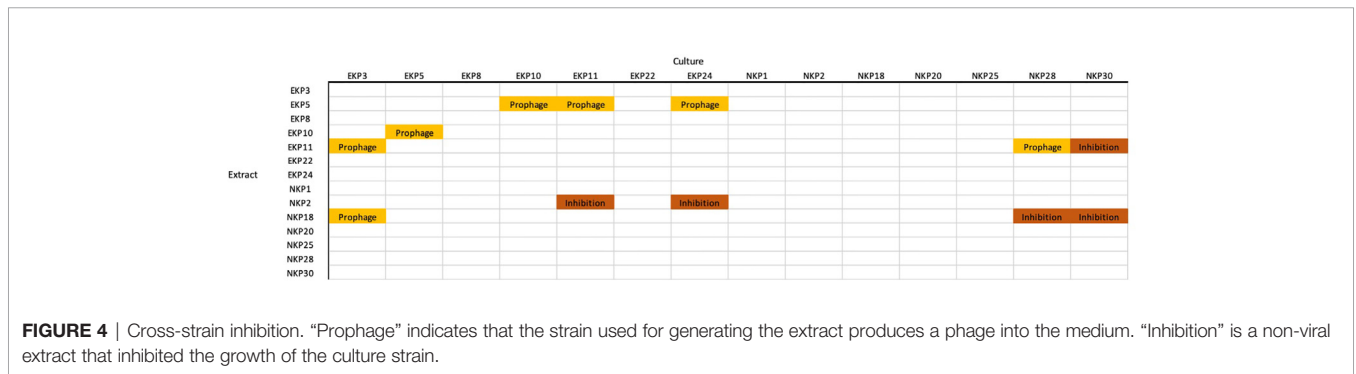 Culture
EKP3 EKP5 EKP8 EKP10 EKP11 EKP22 EKP24 NKP1 NKP2 NKP18 NKP20 NKP25 NKP28 NKP30
EKP3
EKP5 Prophage Prophage Prophage
EKP8
EKP10 Prophage
EKP11 Prophage Prophage Inhibition
EKP22
Extract EKP24
NKP1
NKP2 Inhibition Inhibition
NKP18 Prophage Inhibition Inhibition
NKP20
NKP25
NKP28
NKP30
FIGURE 4 | Cross-strain inhibition. “Prophage” indicates that the strain used for generating the extract produces a phage into the medium. “Inhibition” is a non-viral
extract that inhibited the growth of the culture strain.